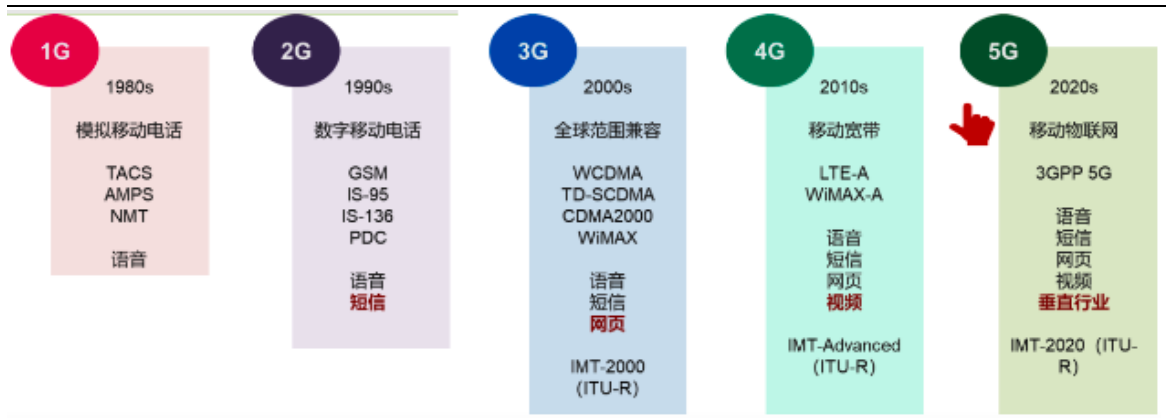 1G
1980s
模拟移动电话
TACS
AMPS
NMT
语音
2G
1990s
数字移动电话
GSM
IS-95
IS-136
PDC
语音
短信
3G
2000s
全球范围兼容
WCDMA
TD-SCDMA
CDMA2000
WiMAX
语音
短信
网页
IMT-2000
(ITU-R)
4G
2010s
移动宽带
LTE-A
WiMAX-A
语音
短信
网页
视频
IMT-Advanced
(ITU-R)
5G
2020s
移动物联网
3GPP 5G
语音
短信
网页
视频
垂直行业
IMT-2020（ITU-
R）